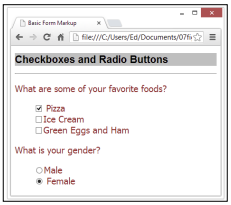 Basic Form Markup
file:///C:/Users/Ed/Documents/07fi
Checkboxes and Radio Buttons
What are some of your favorite foods?
Pizza
Ice Cream
Green Eggs and Ham
What is your gender?
Male
Female